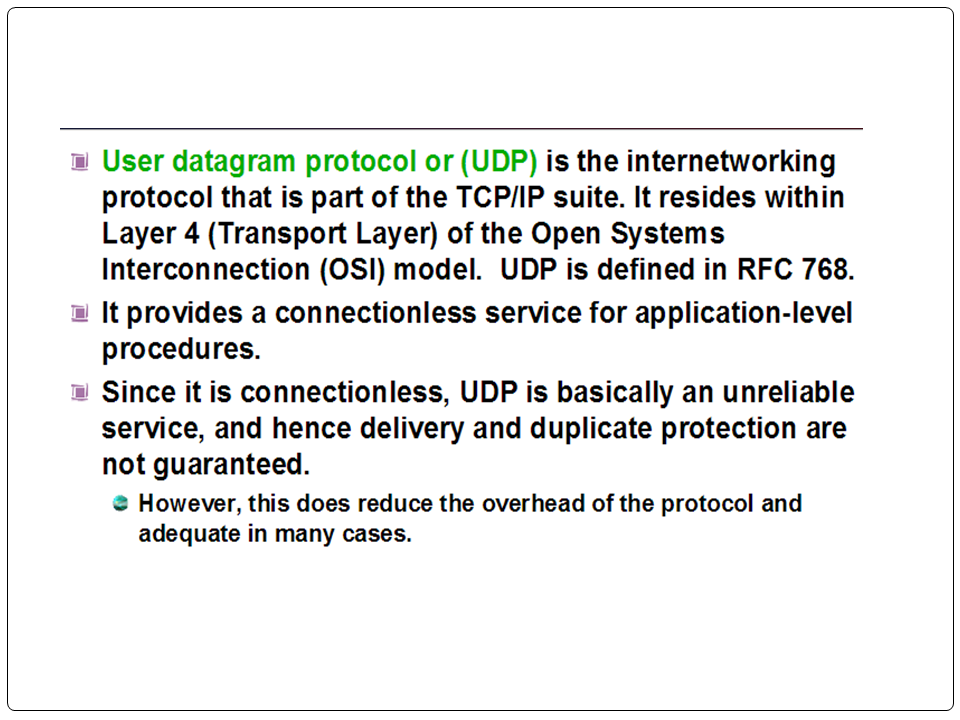 User datagram protocol or (UDP) is the internetworking
protocol that is part of the TCP/IP suite. It resides within
Layer 4 (Transport Layer) of the Open Systems
Interconnection (OSI) model.  UDP is defined in RFC 768.
It provides a connectionless service for application-level
procedures.
Since it is connectionless, UDP is basically an unreliable
service, and hence delivery and duplicate protection are
not guaranteed.
However, this does reduce the overhead of the protocol and
adequate in many cases.